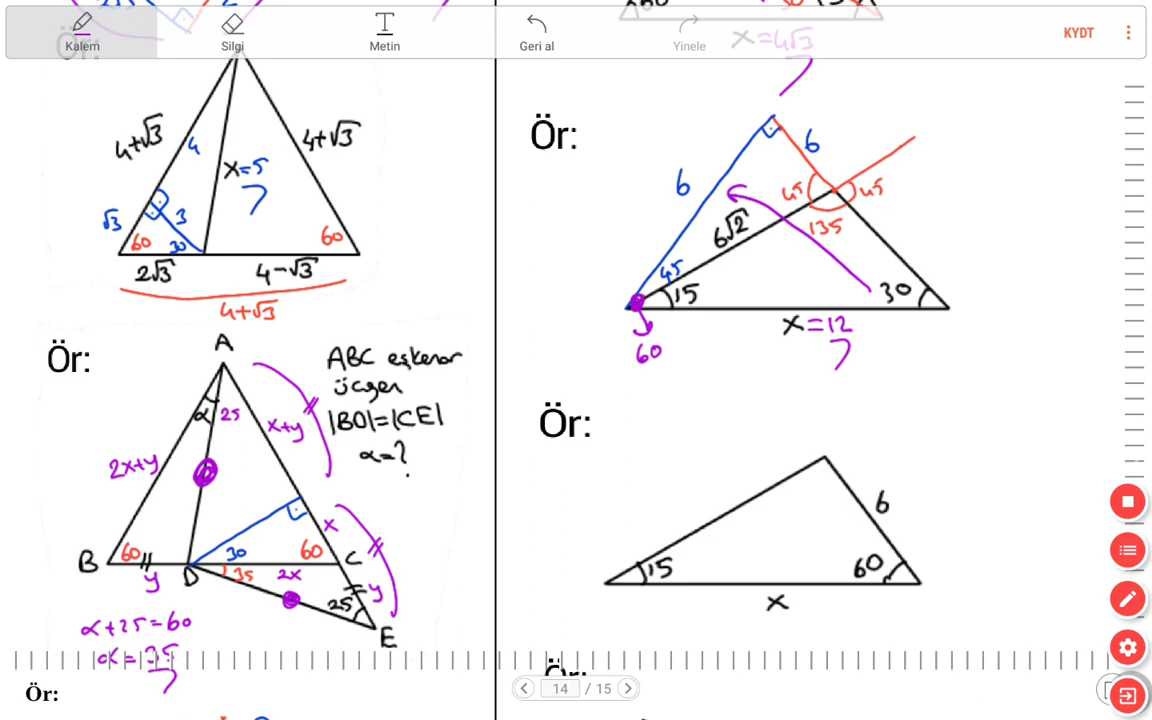 Kalem
Silgi
Metin
Geri al
Yinele
KYDT
Ör:
x=4√3
4+√3
4
4+√3
x=5
√3
3
60
30
60
2√3
4-√3
4+√3
Ör:
A
ABC eşkenar
üçgen
|BD|=|CE|
α=?
α
25
x+y
2x+y
x
B
60
30
60
C
D
y
35
2x
y
25
E
α+25=60
α=35
Ör:
Ör:
6
6
45
45
6√2
135
45
15
30
x=12
60
Ör:
6
15
60
x
Ör:
14 / 15